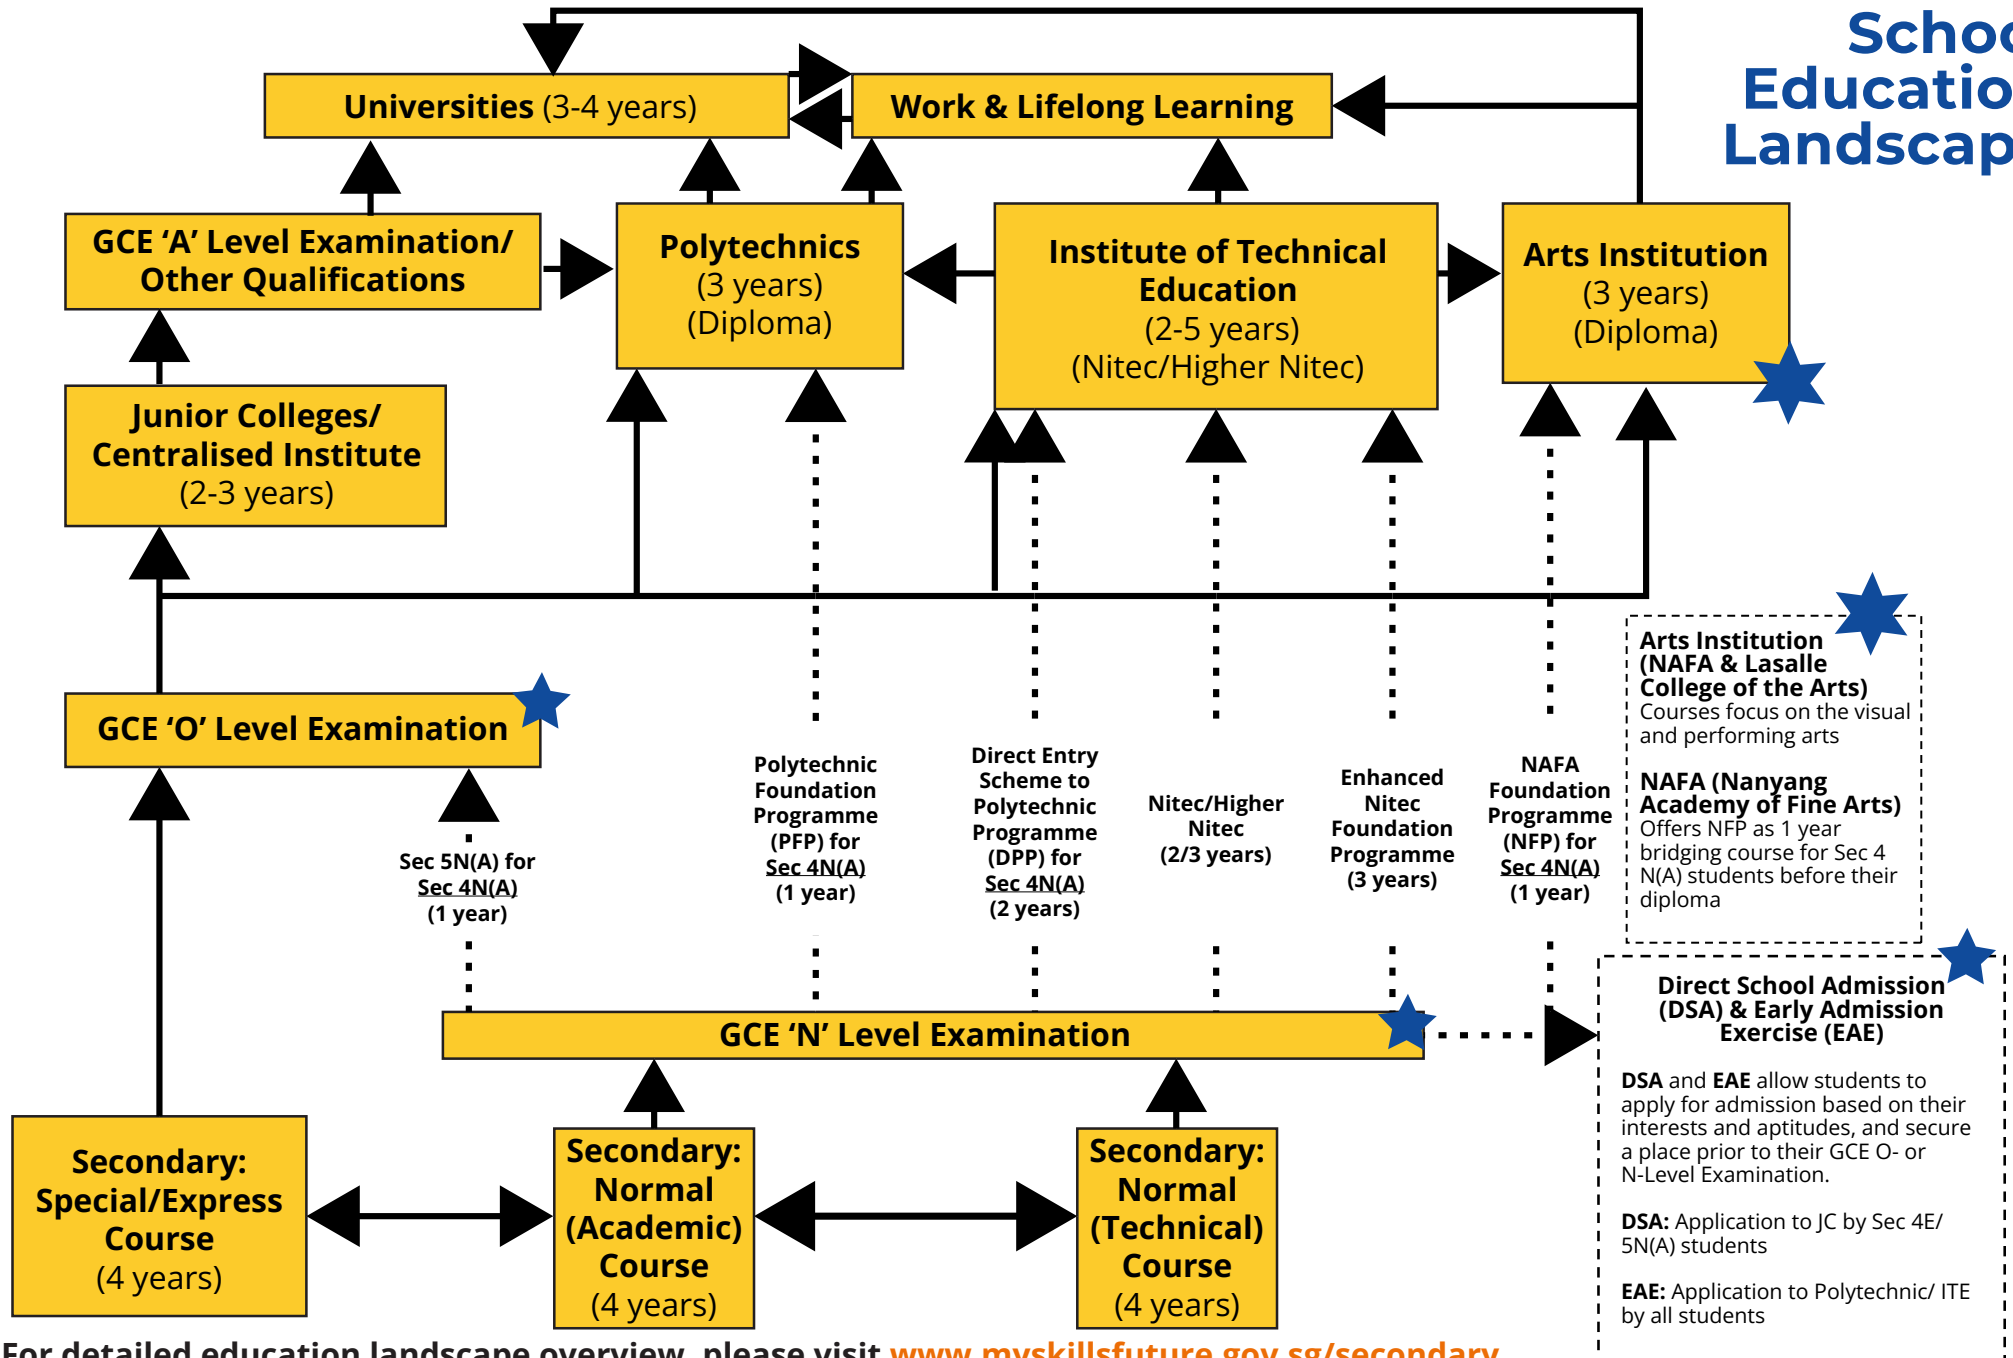 Universities (3-4 years)
Work & Lifelong Learning
GCE ‘A’ Level Examination/
Other Qualifications
Polytechnics
(3 years)
(Diploma)
Institute of Technical
Education
(2-5 years)
(Nitec/Higher Nitec)
Arts Institution
(3 years)
(Diploma)
Junior Colleges/
Centralised Institute
(2-3 years)
GCE ‘O’ Level Examination
Sec 5N(A) for
Sec 4N(A)
(1 year)
Polytechnic
Foundation
Programme
(PFP) for
Sec 4N(A)
(1 year)
Direct Entry
Scheme to
Polytechnic
Programme
(DPP) for
Sec 4N(A)
(2 years)
Nitec/Higher
Nitec
(2/3 years)
Enhanced
Nitec
Foundation
Programme
(3 years)
NAFA
Foundation
Programme
(NFP) for
Sec 4N(A)
(1 year)
Arts Institution
(NAFA & Lasalle
College of the Arts)
Courses focus on the visual
and performing arts
NAFA (Nanyang
Academy of Fine Arts)
Offers NFP as 1 year
bridging course for Sec 4
N(A) students before their
diploma
GCE ‘N’ Level Examination
Direct School Admission
(DSA) & Early Admission
Exercise (EAE)
DSA and EAE allow students to
apply for admission based on their
interests and aptitudes, and secure
a place prior to their GCE O- or
N-Level Examination.
DSA: Application to JC by Sec 4E/
5N(A) students
EAE: Application to Polytechnic/ ITE
by all students
Secondary:
Special/Express
Course
(4 years)
Secondary:
Normal
(Academic)
Course
(4 years)
Secondary:
Normal
(Technical)
Course
(4 years)
For detailed education landscape overview, please visit www.myskillsfuture.gov.sg/secondary